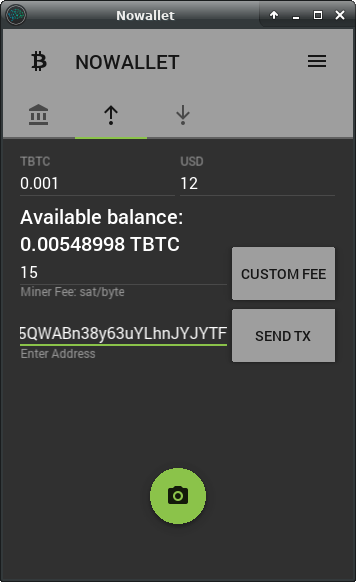 Nowallet
NOWALLET
TBTC
USD
0.001
12
Available balance:
0.00548998 TBTC
15
CUSTOM FEE
Miner Fee: sat/byte
5QWABn38y63uYLhnJYJYTF
SEND TX
Enter Address